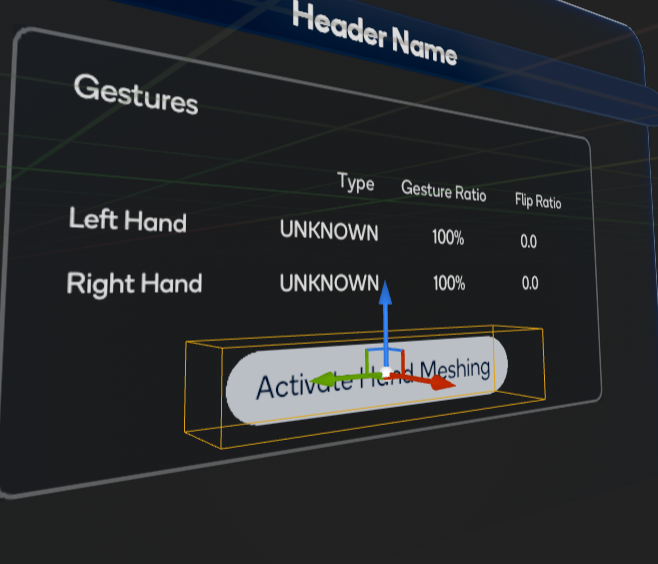 Header Name
Gestures
Type Gesture Ratio Flip Ratio
Left Hand UNKNOWN 100% 0.0
Right Hand UNKNOWN 100% 0.0
Activate Hand Meshing